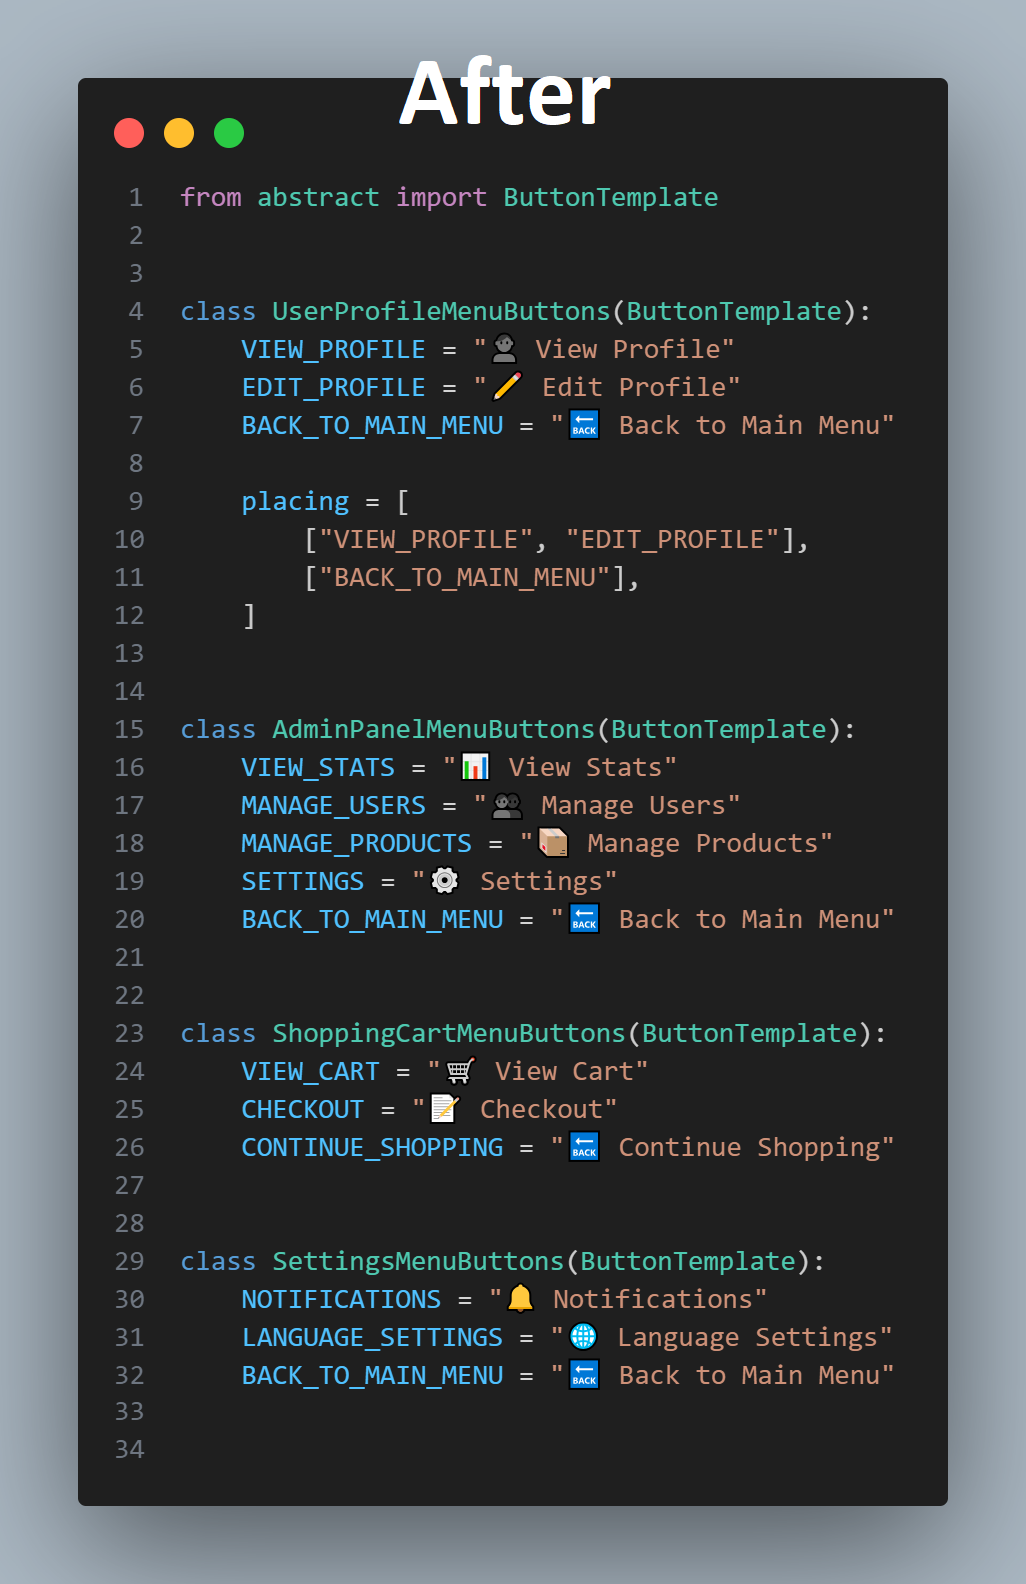 After
1 from abstract import ButtonTemplate
2
3
4 class UserProfileMenuButtons(ButtonTemplate):
5     VIEW_PROFILE = "👤 View Profile"
6     EDIT_PROFILE = "✏️ Edit Profile"
7     BACK_TO_MAIN_MENU = "🔙 Back to Main Menu"
8
9     placing = [
10         ["VIEW_PROFILE", "EDIT_PROFILE"],
11         ["BACK_TO_MAIN_MENU"],
12     ]
13
14
15 class AdminPanelMenuButtons(ButtonTemplate):
16     VIEW_STATS = "📊 View Stats"
17     MANAGE_USERS = "👥 Manage Users"
18     MANAGE_PRODUCTS = "📦 Manage Products"
19     SETTINGS = "⚙️ Settings"
20     BACK_TO_MAIN_MENU = "🔙 Back to Main Menu"
21
22
23 class ShoppingCartMenuButtons(ButtonTemplate):
24     VIEW_CART = "🛒 View Cart"
25     CHECKOUT = "📝 Checkout"
26     CONTINUE_SHOPPING = "🔙 Continue Shopping"
27
28
29 class SettingsMenuButtons(ButtonTemplate):
30     NOTIFICATIONS = "🔔 Notifications"
31     LANGUAGE_SETTINGS = "🌐 Language Settings"
32     BACK_TO_MAIN_MENU = "🔙 Back to Main Menu"
33
34